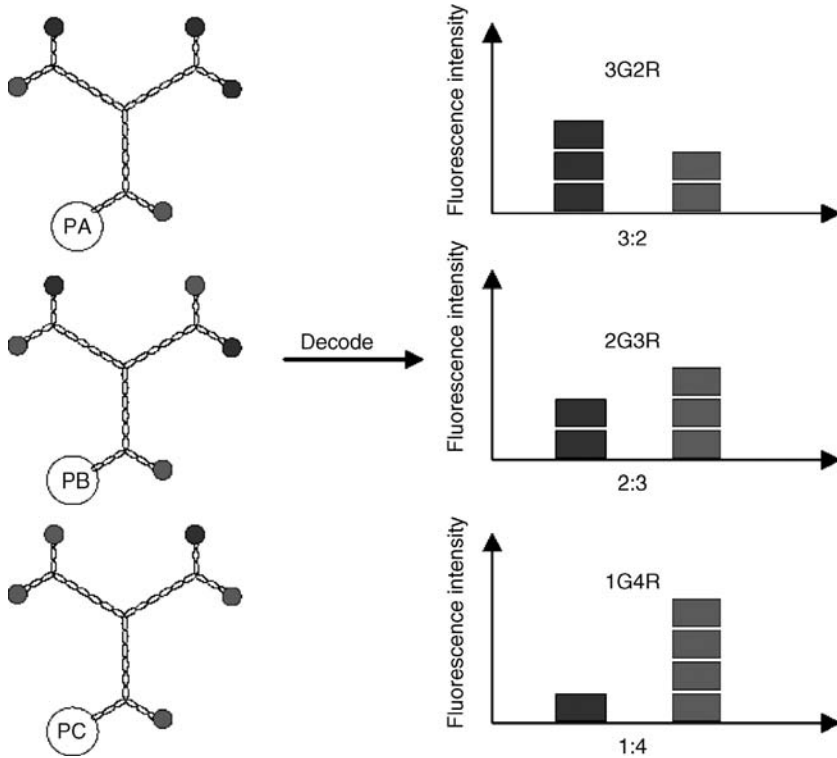 PA
Fluorescence intensity
3G2R
3:2
PB
Decode
Fluorescence intensity
2G3R
2:3
PC
Fluorescence intensity
1G4R
1:4